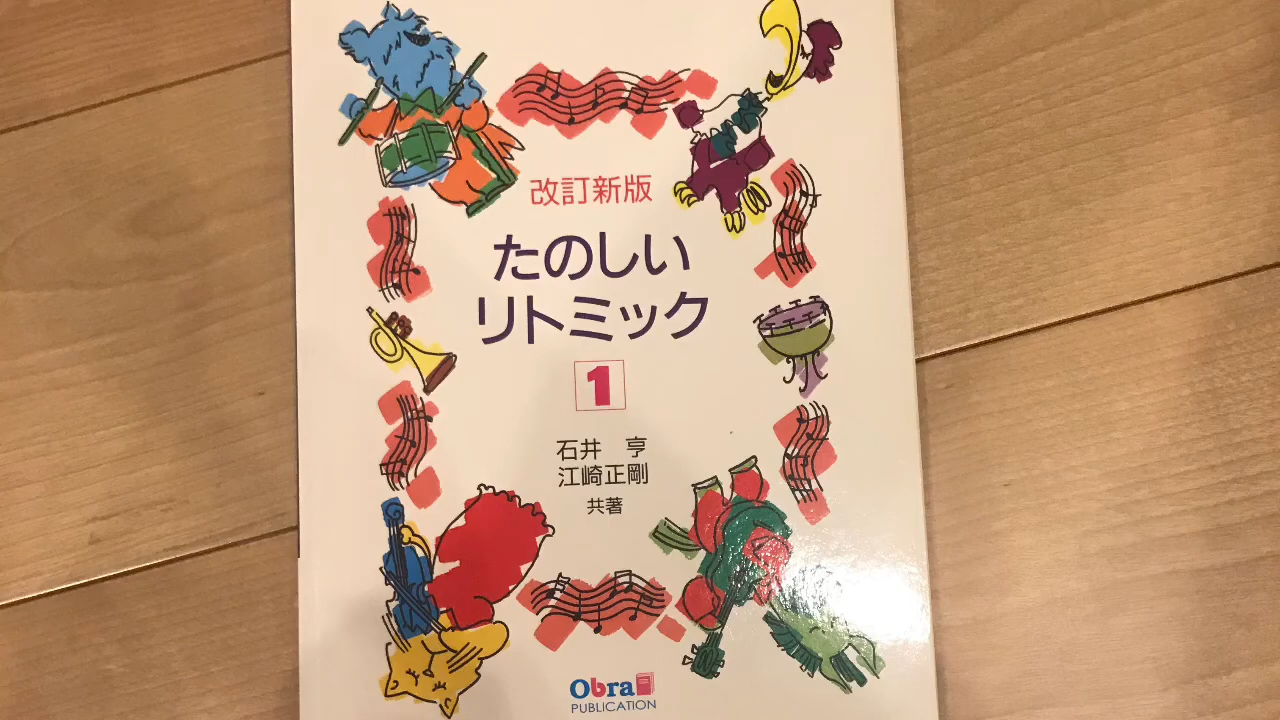 改訂新版
たのしい
リトミック
1
石井 亨
江崎正剛
共著
Obra
PUBLICATION